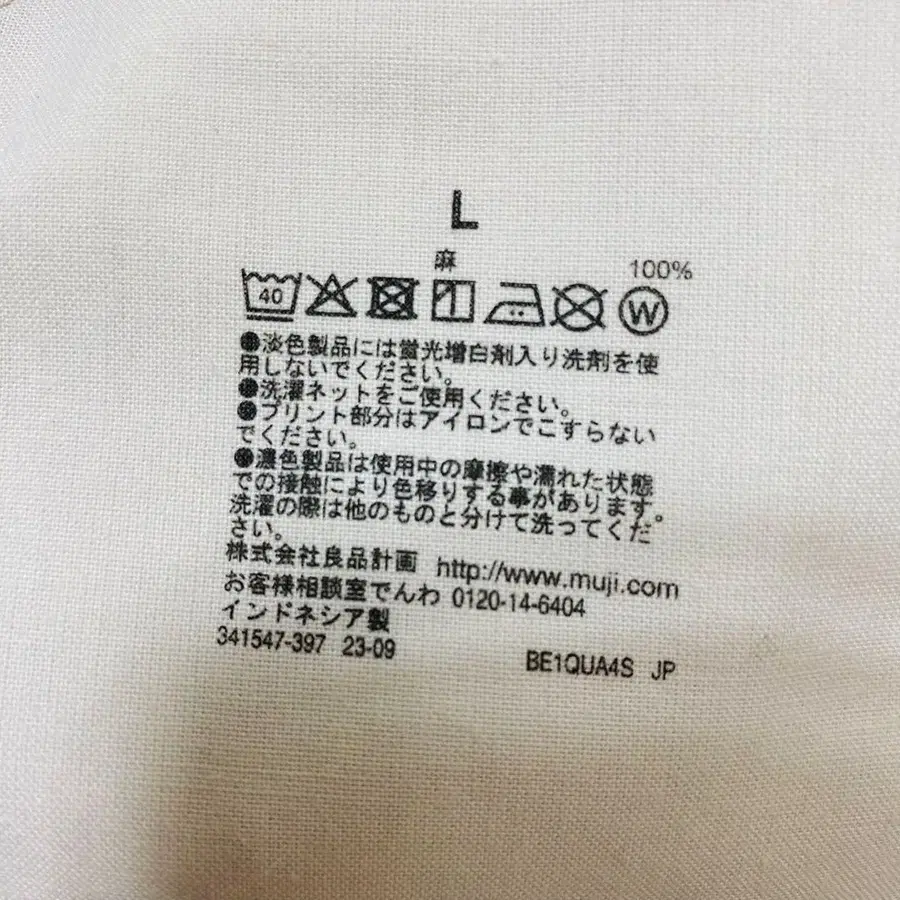 L
麻 100%
40 W
●淡色製品には蛍光増白剤入り洗剤を使
用しないでください。
●洗濯ネットをご使用ください。
●プリント部分はアイロンでこすらない
でください。
●濃色製品は使用中の摩擦や濡れた状態
での接触により色移りする事があります。
洗濯の際は他のものと分けて洗ってくだ
さい。
株式会社良品計画 http://www.muji.com
お客様相談室でんわ 0120-14-6404
インドネシア製
341547-397 23-09 BE1QUA4S JP